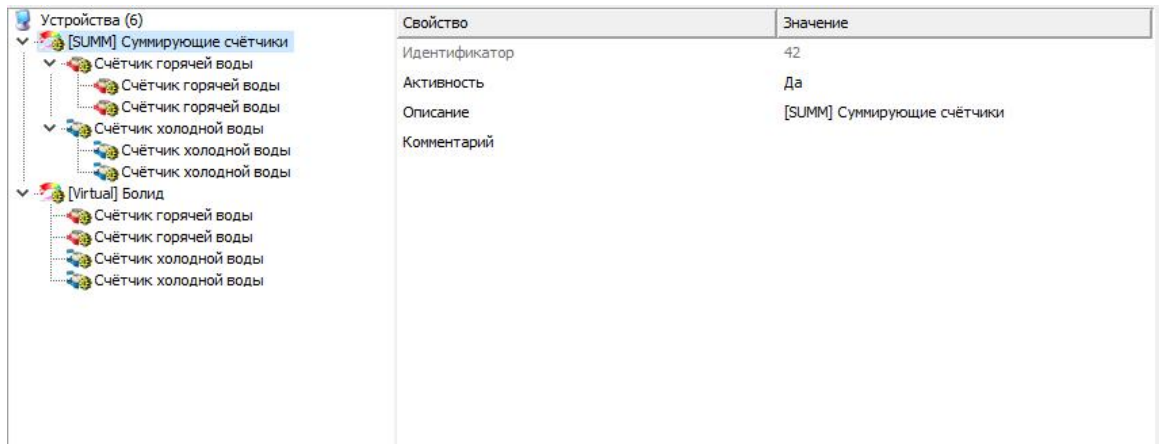 Устройства (6)
[SUMM] Суммирующие счётчики
Счётчик горячей воды
Счётчик горячей воды
Счётчик горячей воды
Счётчик холодной воды
Счётчик холодной воды
Счётчик холодной воды
[Virtual] Болид
Счётчик горячей воды
Счётчик горячей воды
Счётчик холодной воды
Счётчик холодной воды
Свойство Значение
Идентификатор 42
Активность Да
Описание [SUMM] Суммирующие счётчики
Комментарий